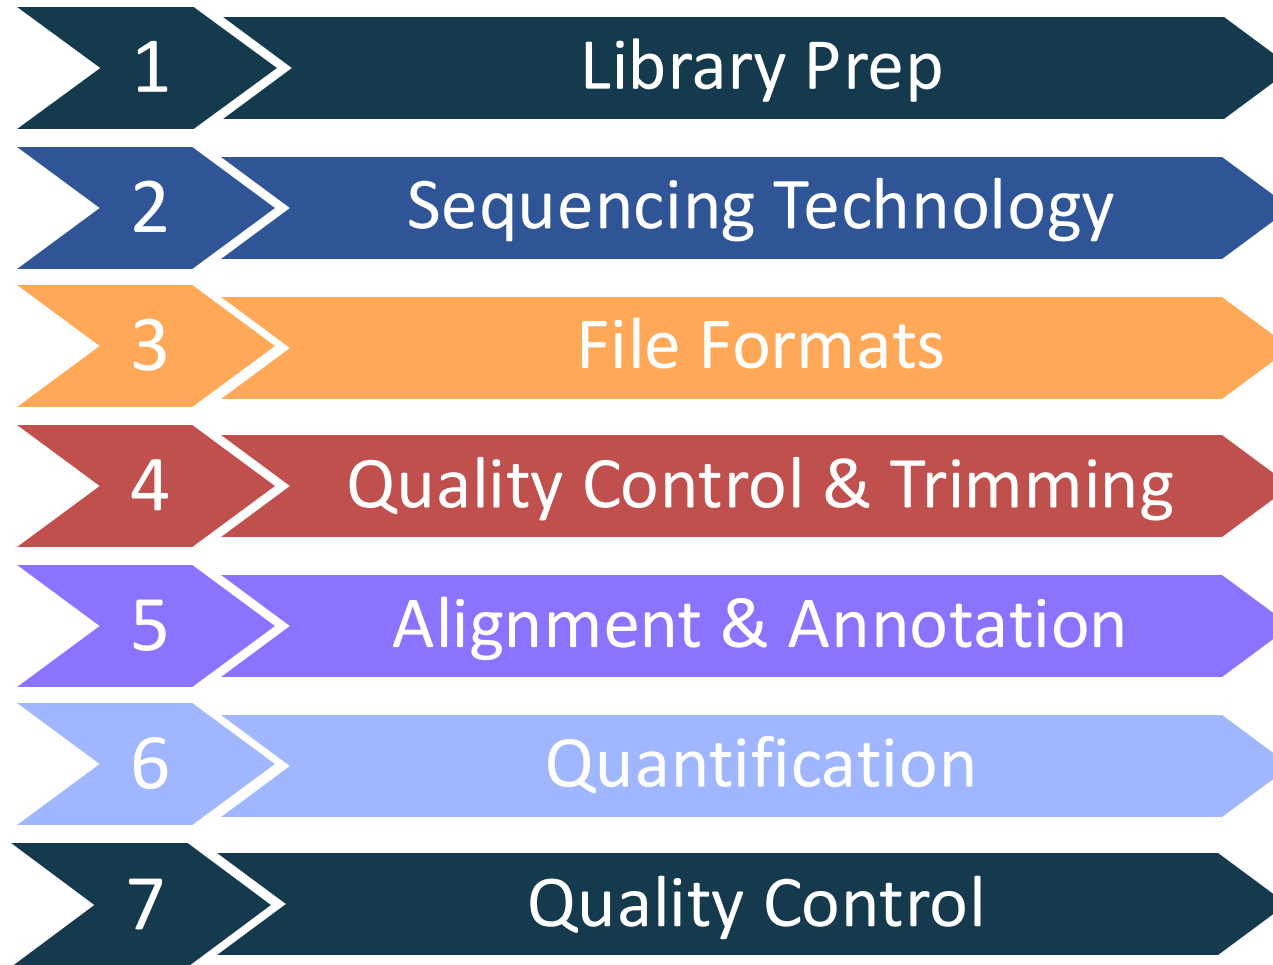 1 Library Prep
2 Sequencing Technology
3 File Formats
4 Quality Control & Trimming
5 Alignment & Annotation
6 Quantification
7 Quality Control